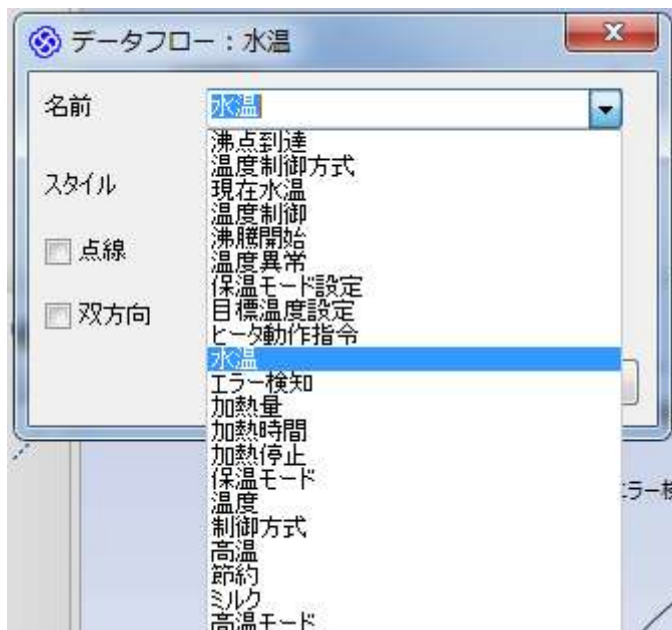 データフロー：水温
名前
水温
沸点到達
温度制御方式
現在水温
スタイル
温度制御
沸騰開始
点線
温度異常
保温モード設定
双方向
目標温度設定
ヒータ動作指令
水温
エラー検知
加熱量
加熱時間
加熱停止
保温モード
温度
制御方式
高温
節約
ミルク
高温モード